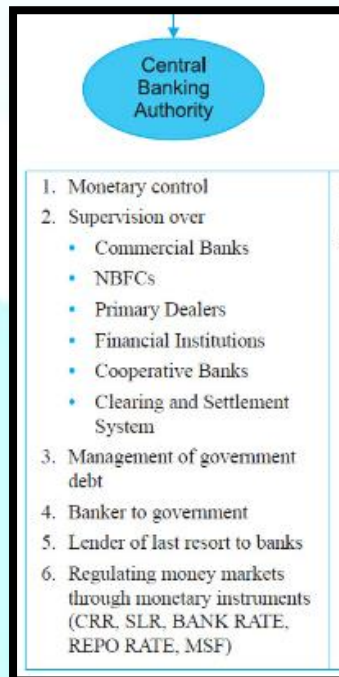 Central
Banking
Authority
1. Monetary control
2. Supervision over
• Commercial Banks
• NBFCs
• Primary Dealers
• Financial Institutions
• Cooperative Banks
• Clearing and Settlement
System
3. Management of government
debt
4. Banker to government
5. Lender of last resort to banks
6. Regulating money markets
through monetary instruments
(CRR, SLR, BANK RATE,
REPO RATE, MSF)